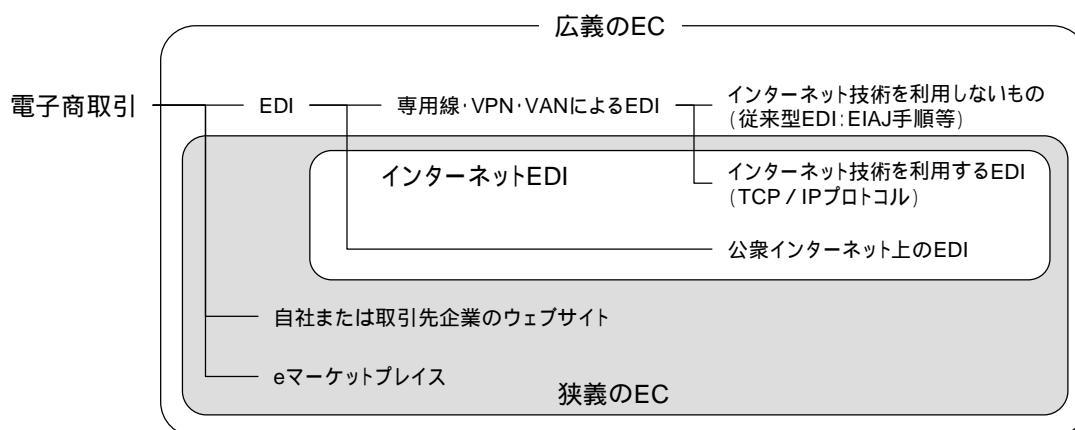 広義のEC
電子商取引
EDI
専用線・VPN・VANによるEDI
インターネット技術を利用しないもの
(従来型EDI:EIAJ手順等)
インターネットEDI
インターネット技術を利用するEDI
(TCP/IPプロトコル)
公衆インターネット上のEDI
自社または取引先企業のウェブサイト
eマーケットプレイス
狭義のEC